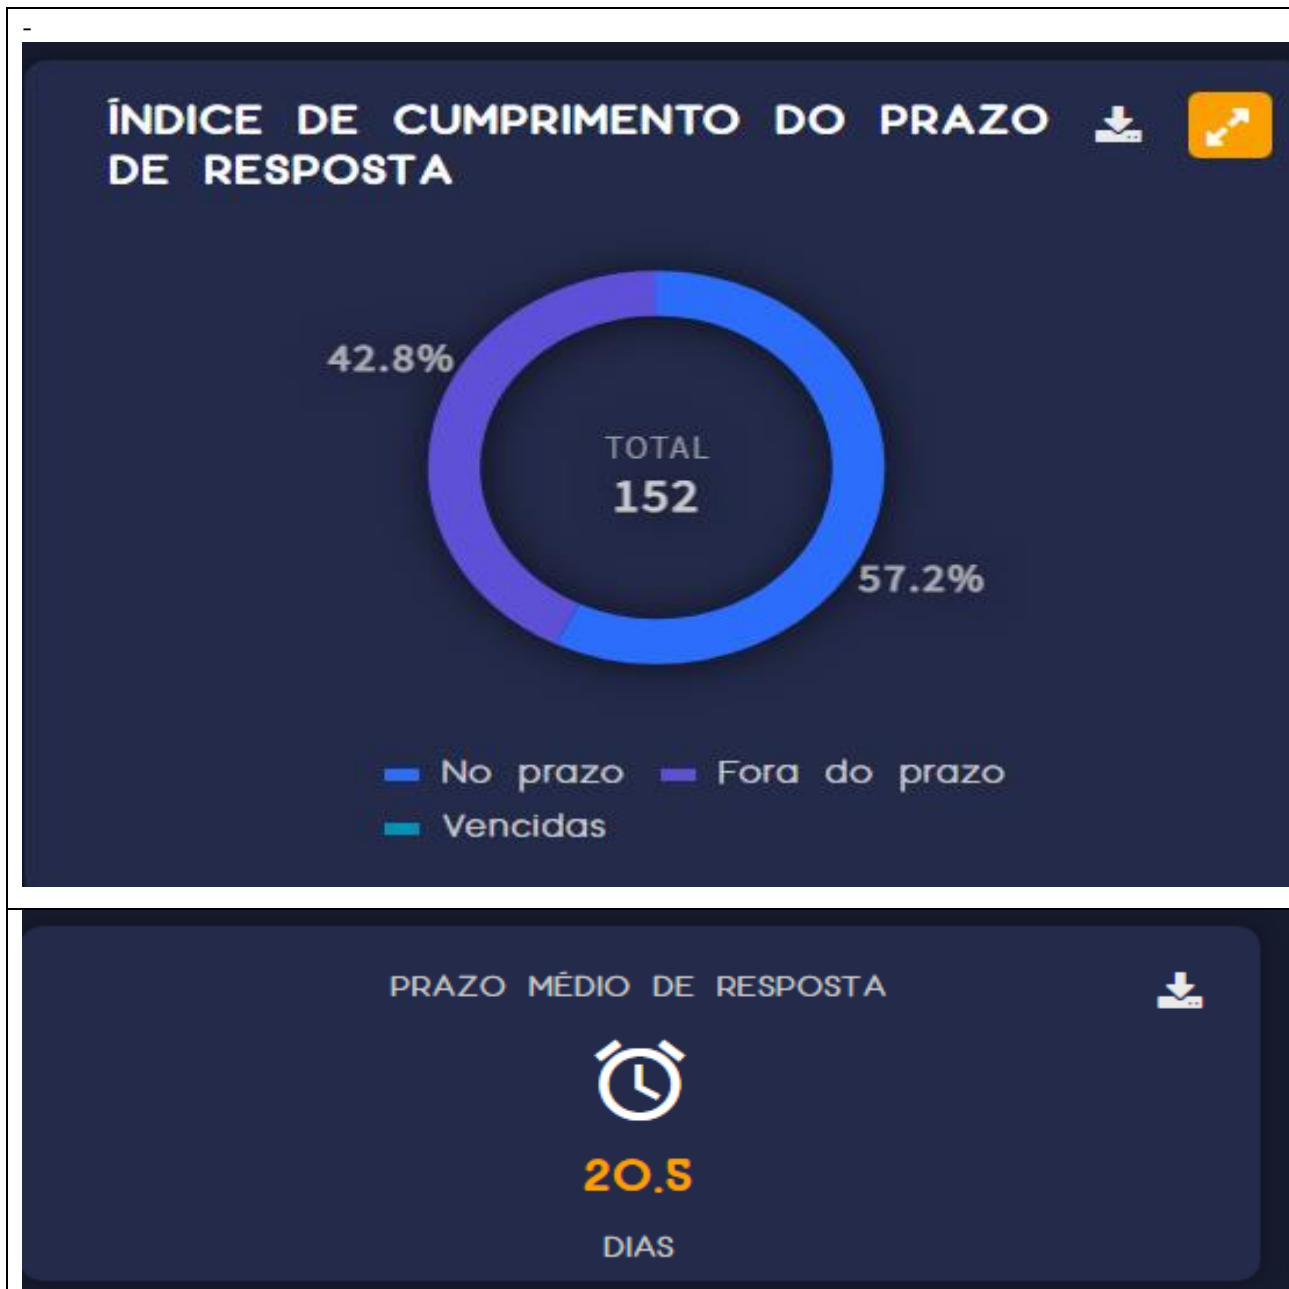 -
ÍNDICE DE CUMPRIMENTO DO PRAZO
DE RESPOSTA
42.8%
TOTAL
152
57.2%
No prazo Fora do prazo
Vencidas
PRAZO MÉDIO DE RESPOSTA
20.5
DIAS